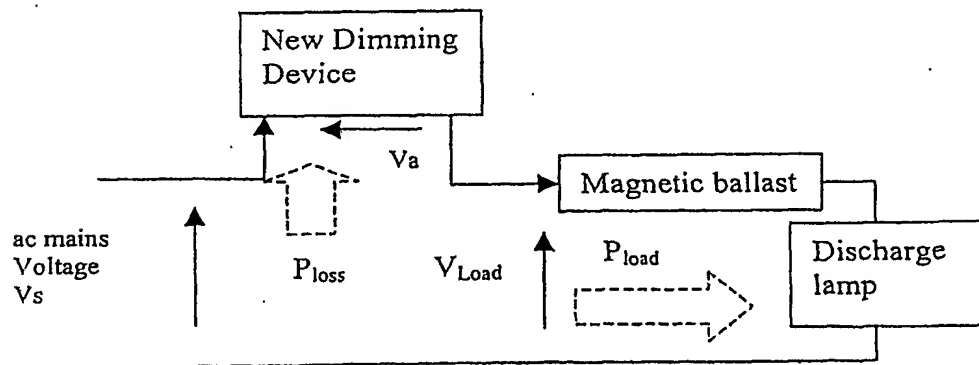 New Dimming
Device
Va
Magnetic ballast
ac mains
Voltage
Vs
Ploss
VLoad
Pload
Discharge
lamp